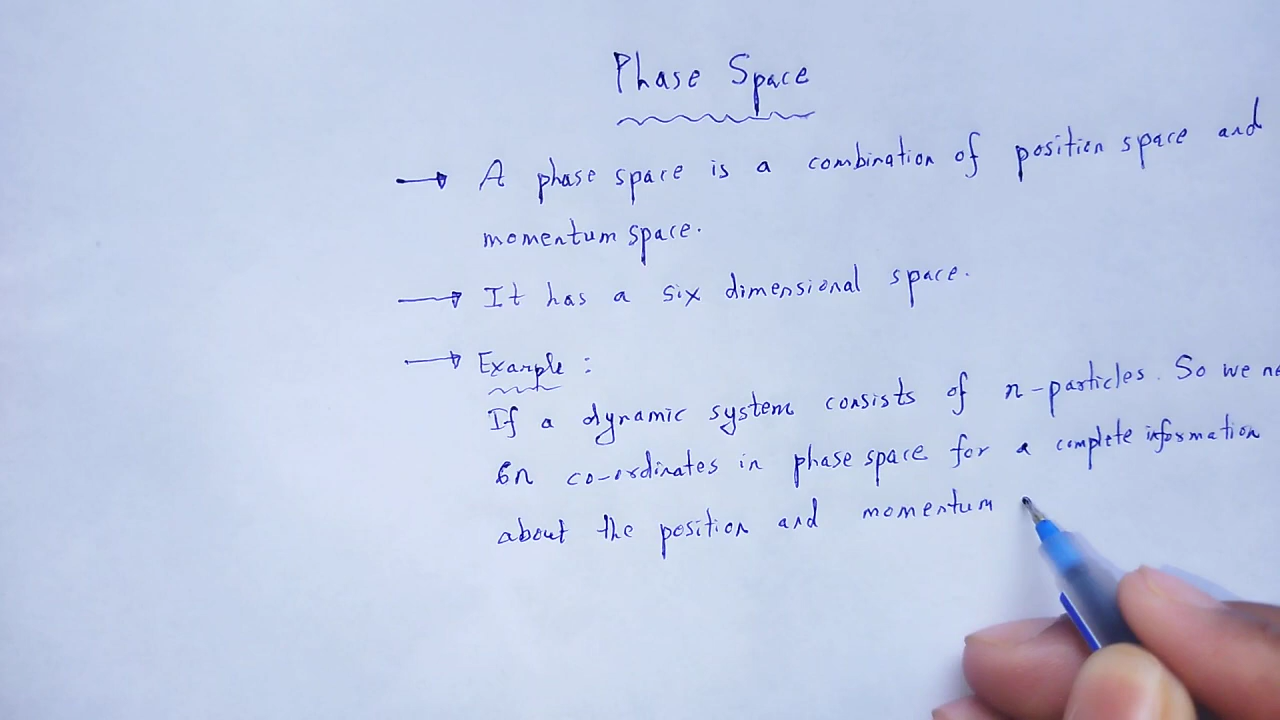 Phase Space
A phase space is a combination of position space and
momentum space.
It has a six dimensional space.
Example :
If a dynamic system consists of n-particles. So we ne
6n co-ordinates in phase space for a complete information
about the position and momentum